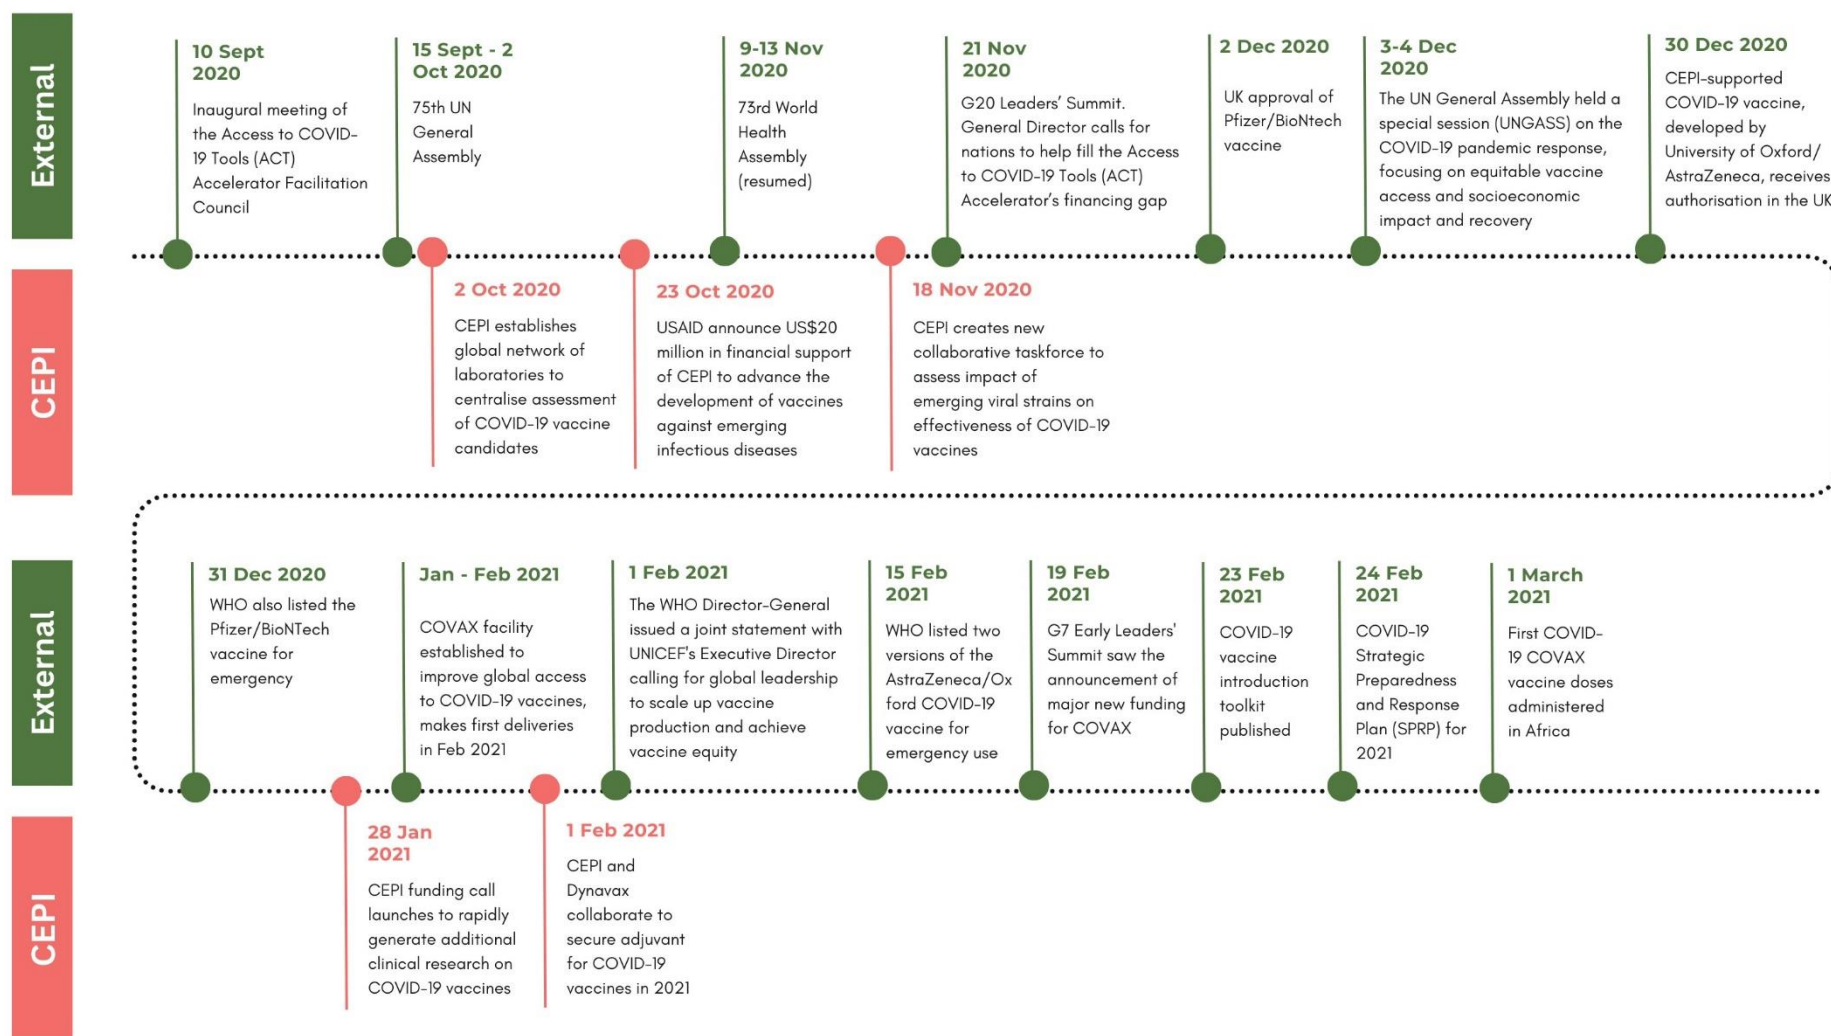 External
10 Sept
2020
Inaugural meeting of
the Access to COVID-
19 Tools (ACT)
Accelerator Facilitation
Council
15 Sept - 2
Oct 2020
75th UN
General
Assembly
9-13 Nov
2020
73rd World
Health
Assembly
(resumed)
21 Nov
2020
G20 Leaders’ Summit.
General Director calls for
nations to help fill the Access
to COVID-19 Tools (ACT)
Accelerator’s financing gap
2 Dec 2020
UK approval of
Pfizer/BioNtech
vaccine
3-4 Dec
2020
The UN General Assembly held a
special session (UNGASS) on the
COVID-19 pandemic response,
focusing on equitable vaccine
access and socioeconomic
impact and recovery
30 Dec 2020
CEPI-supported
COVID-19 vaccine,
developed by
University of Oxford/
AstraZeneca, receives
authorisation in the UK
CEPI
2 Oct 2020
CEPI establishes
global network of
laboratories to
centralise assessment
of COVID-19 vaccine
candidates
23 Oct 2020
USAID announce US$20
million in financial support
of CEPI to advance the
development of vaccines
against emerging
infectious diseases
18 Nov 2020
CEPI creates new
collaborative taskforce to
assess impact of
emerging viral strains on
effectiveness of COVID-19
vaccines
External
31 Dec 2020
WHO also listed the
Pfizer/BioNTech
vaccine for
emergency
Jan - Feb 2021
COVAX facility
established to
improve global access
to COVID-19 vaccines,
makes first deliveries
in Feb 2021
1 Feb 2021
The WHO Director-General
issued a joint statement with
UNICEF's Executive Director
calling for global leadership
to scale up vaccine
production and achieve
vaccine equity
15 Feb
2021
WHO listed two
versions of the
AstraZeneca/Ox
ford COVID-19
vaccine for
emergency use
19 Feb
2021
G7 Early Leaders'
Summit saw the
announcement of
major new funding
for COVAX
23 Feb
2021
COVID-19
vaccine
introduction
toolkit
published
24 Feb
2021
COVID-19
Strategic
Preparedness
and Response
Plan (SPRP) for
2021
1 March
2021
First COVID-
19 COVAX
vaccine doses
administered
in Africa
CEPI
28 Jan
2021
CEPI funding call
launches to rapidly
generate additional
clinical research on
COVID-19 vaccines
1 Feb 2021
CEPI and
Dynavax
collaborate to
secure adjuvant
for COVID-19
vaccines in 2021